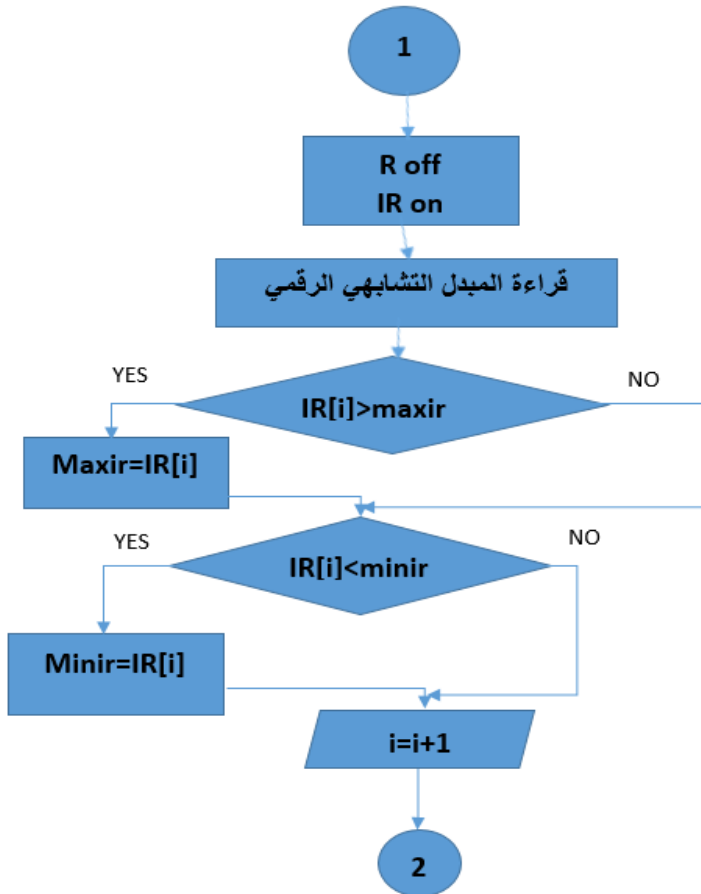 1
R off
IR on
قراءة المبدل التشابهي الرقمي
YES
NO
IR[i]>maxir
Maxir=IR[i]
YES
NO
IR[i]<minir
Minir=IR[i]
i=i+1
2